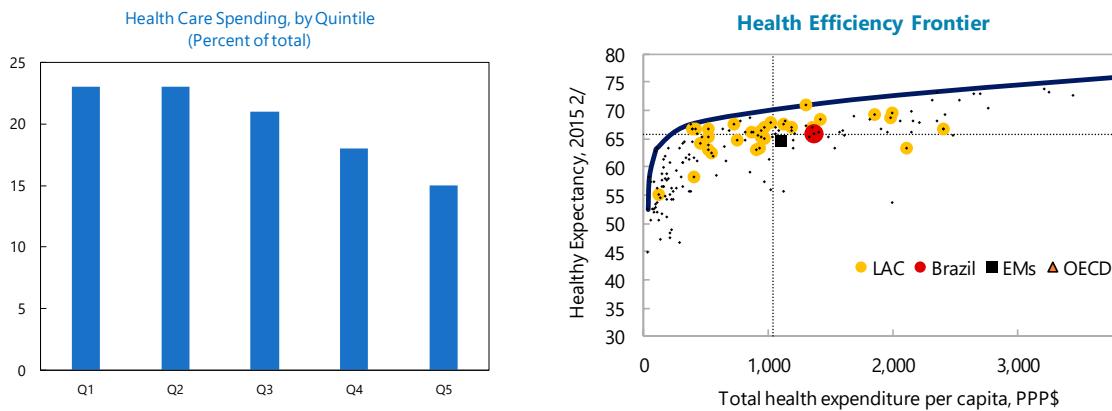 Health Care Spending, by Quintile
(Percent of total)
25
20
15
10
5
0
Q1 Q2 Q3 Q4 Q5
Health Efficiency Frontier
Healthy Expectancy, 2015 2/
80
75
70
65
60
55
50
45
40
35
30
LAC Brazil EMs OECD
0 1,000 2,000 3,000
Total health expenditure per capita, PPP$